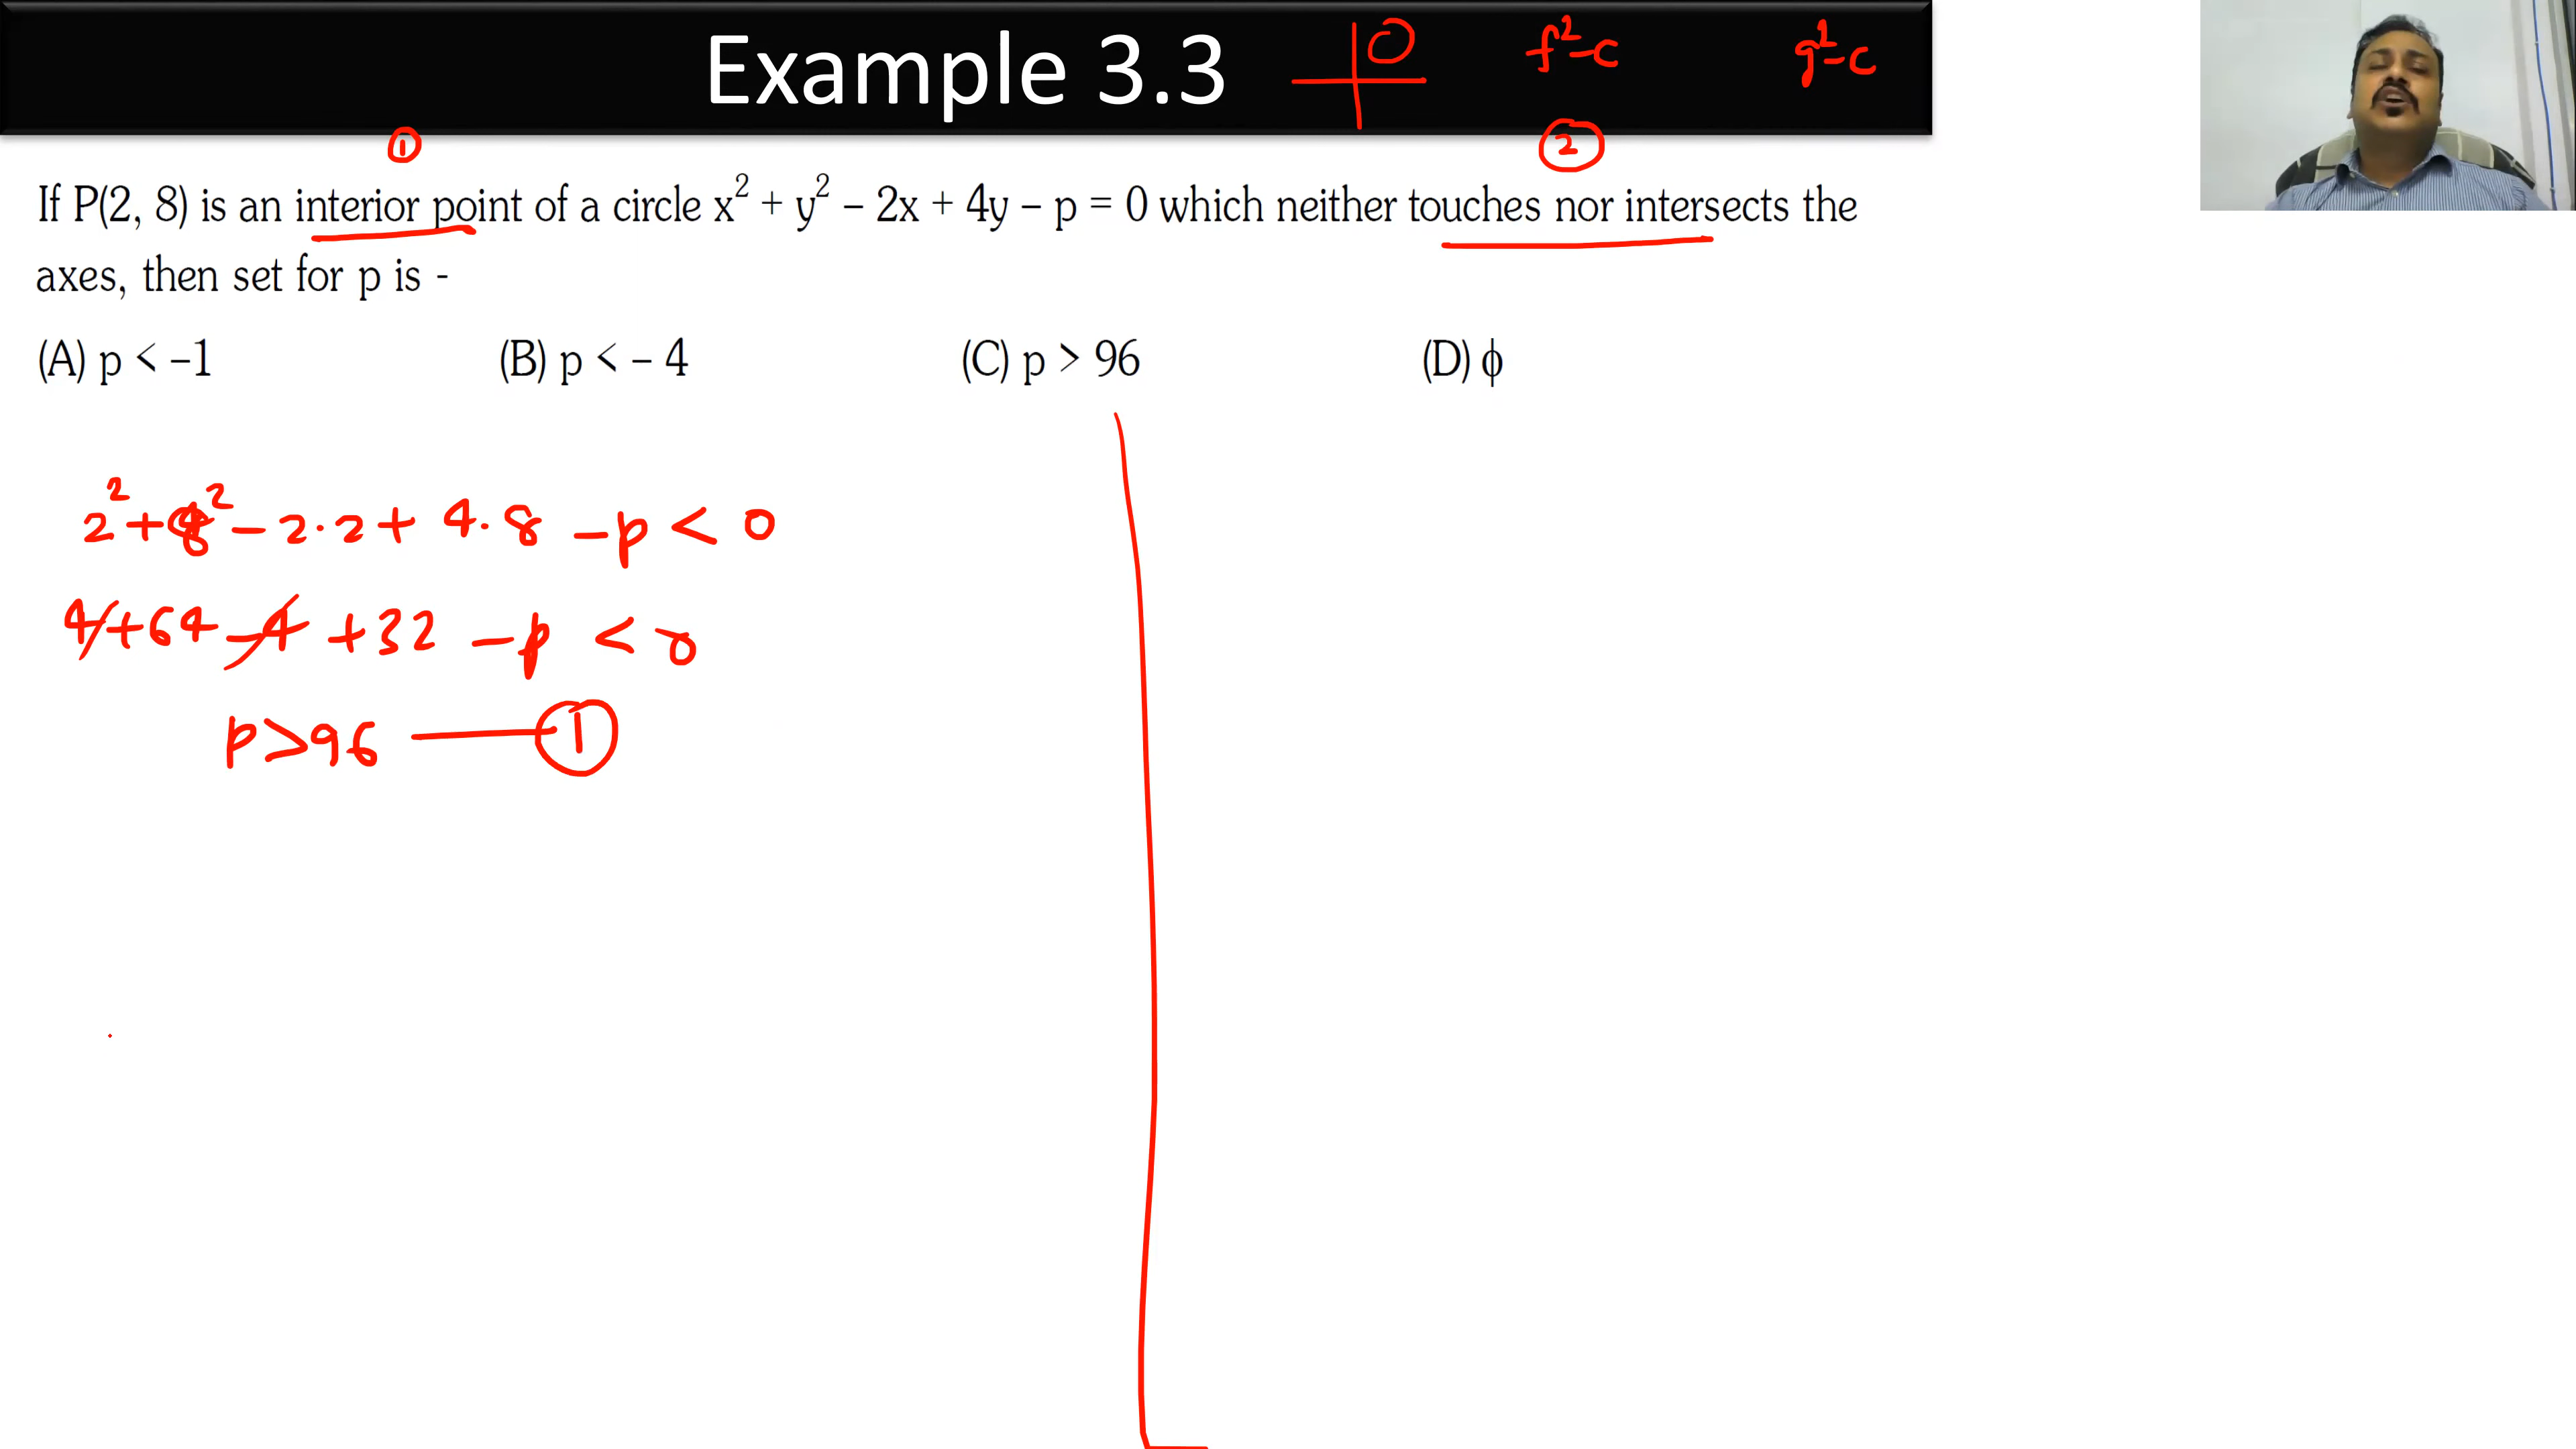 Example 3.3
f²-c
g²-c
①
②
If P(2, 8) is an interior point of a circle x² + y² – 2x + 4y – p = 0 which neither touches nor intersects the
axes, then set for p is -
(A) p < –1 (B) p < – 4 (C) p > 96 (D) ϕ
2² + 8² - 2·2 + 4·8 - p < 0
4 + 64 - 4 + 32 - p < 0
p > 96 — ①